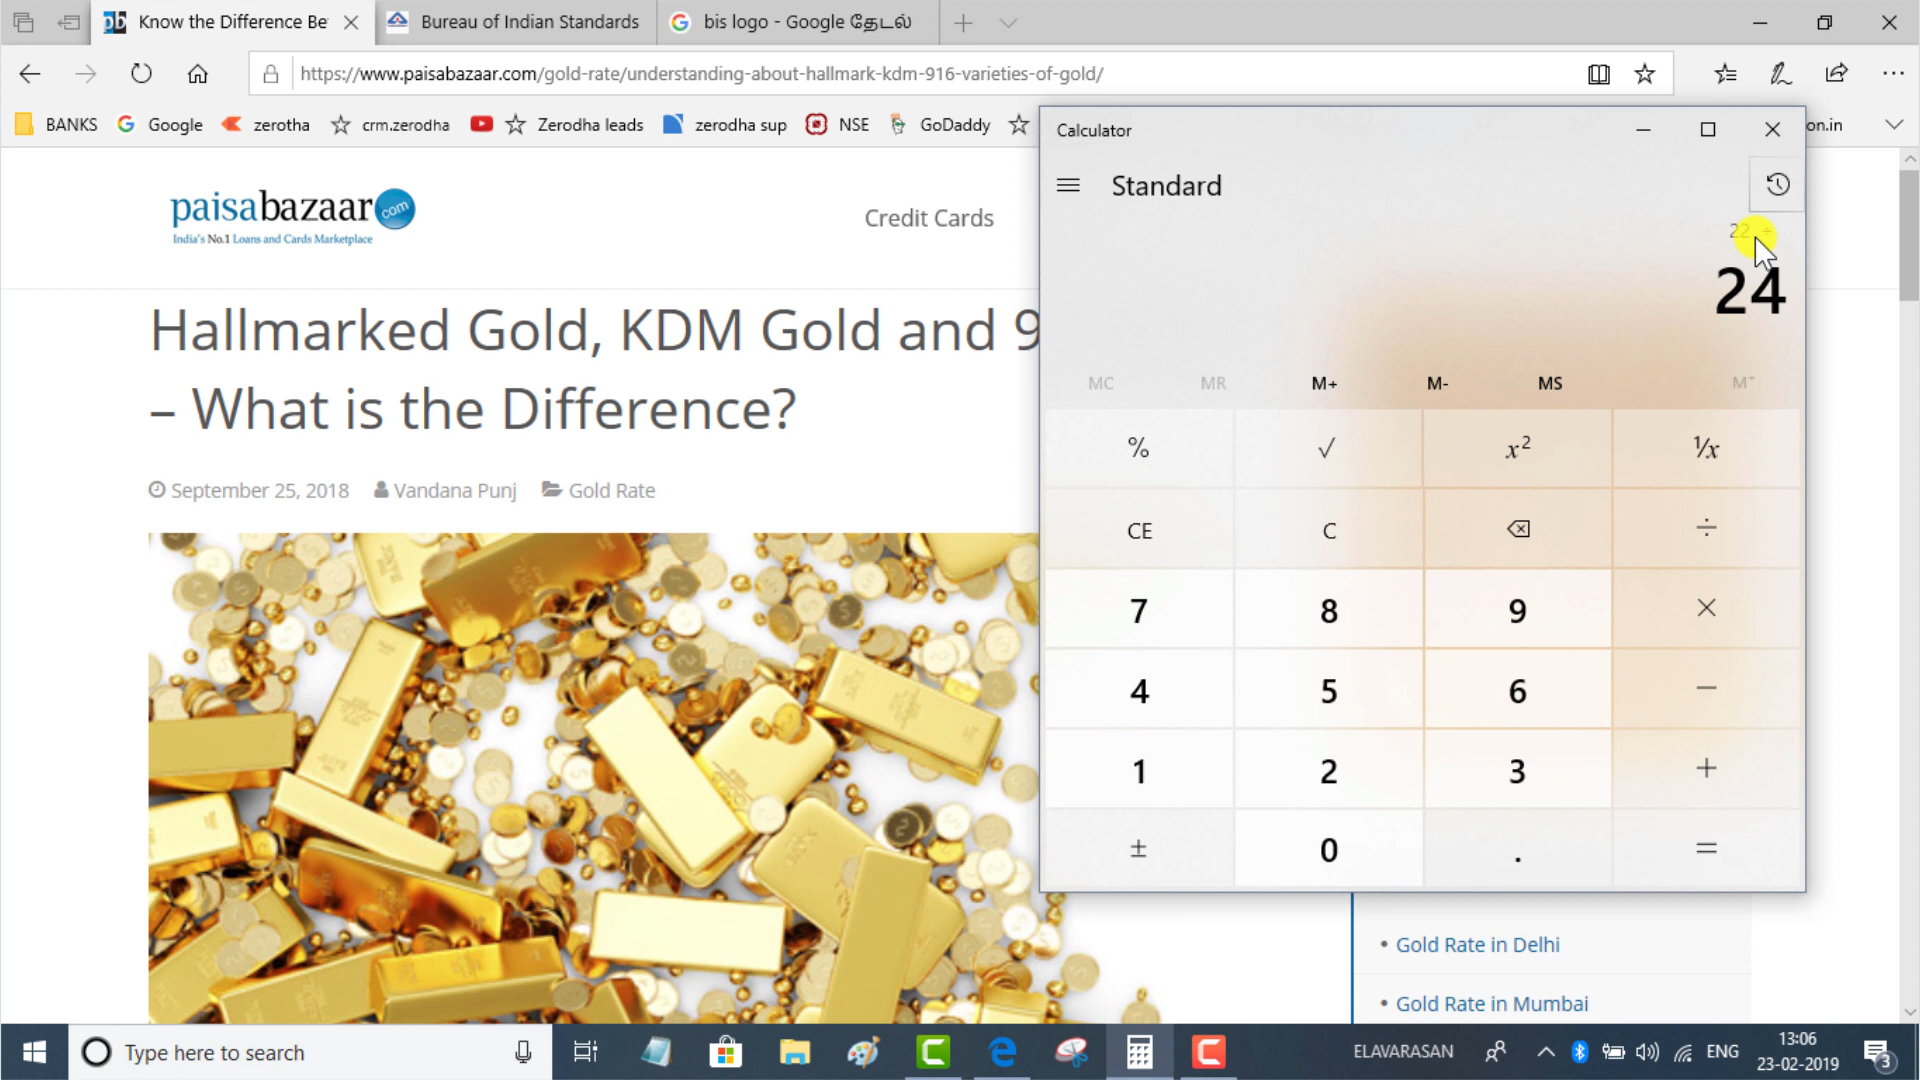 Know the Difference Be
Bureau of Indian Standards
bis logo - Google தேடல்
https://www.paisabazaar.com/gold-rate/understanding-about-hallmark-kdm-916-varieties-of-gold/
BANKS
Google
zerotha
crm.zerodha
Zerodha leads
zerodha sup
NSE
GoDaddy
on.in
paisabazaar.com
India's No.1 Loans and Cards Marketplace
Credit Cards
Hallmarked Gold, KDM Gold and 9
– What is the Difference?
September 25, 2018
Vandana Punj
Gold Rate
Calculator
Standard
22 ÷
24
MC MR M+ M- MS M
% √ x² ¹⁄x
CE C ÷
7 8 9 ×
4 5 6 −
1 2 3 +
± 0 . =
• Gold Rate in Delhi
• Gold Rate in Mumbai
Type here to search
ELAVARASAN
ENG
13:06
23-02-2019
3